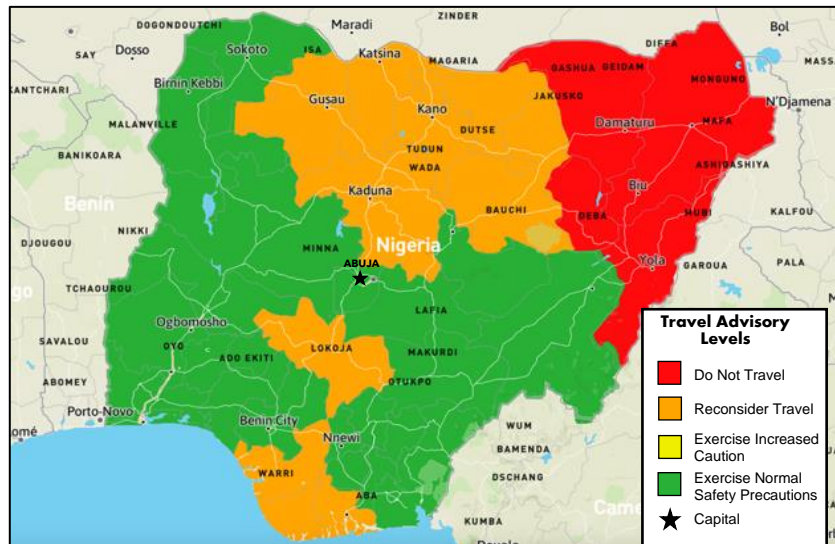 ZINDER
DOGONDOUTCHI
Maradi
Bol
DIFFA
SAY
Dosso
Sokoto
ISA
Katsina
MAGARIA
GASHUA
GEIDAM
MASSA
KANTCHARI
Birnin Kebbi
Gusau
JAKUSKO
MONGUNO
N'Djamena
MALANVILLE
Kano
DUTSE
Damaturu
MAFA
BANIKOARA
TUDUN
WADA
ASHIGASHIYA
Benin
Kaduna
Biu
BAUCHI
DEBA
MUBI
KALFOU
DJOUGOU
NIKKI
MINNA
Nigeria
ABUJA
Yola
GAROUA
PALA
TCHAOUROU
LAFIA
SAVALOU
Ogbomosho
OYO
ADO EKITI
LOKOJA
MAKURDI
OTUKPO
ABOMEY
Porto-Novo
Benin City
Nnewi
WUM
BAMENDA
DSCHANG
WARRI
ABA
KUMBA
Travel Advisory
Levels
Do Not Travel
Reconsider Travel
Exercise Increased
Caution
Exercise Normal
Safety Precautions
Capital